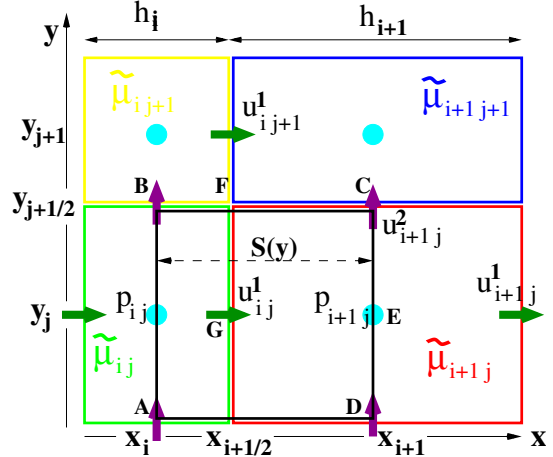 h_i h_{i+1}
y
μ̃_{i j+1} u^1_{i j+1} μ̃_{i+1 j+1}
y_{j+1}
B F C
y_{j+1/2}
u^2_{i+1 j}
S(y)
p_{i j} u^1_{i j} p_{i+1 j} E u^1_{i+1 j}
y_j
G
μ̃_{i j} μ̃_{i+1 j}
A D
x_i x_{i+1/2} x_{i+1} x